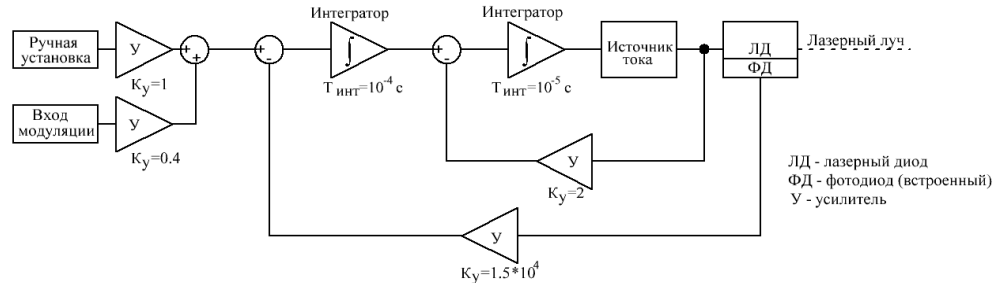 Интегратор
Интегратор
Ручная
установка
У
Источник
тока
ЛД
ФД
Лазерный луч
Kу=1
Tинт=10⁻⁴ с
Tинт=10⁻⁵ с
Вход
модуляции
У
Kу=0.4
У
Kу=2
ЛД - лазерный диод
ФД - фотодиод (встроенный)
У - усилитель
У
Kу=1.5*10⁴